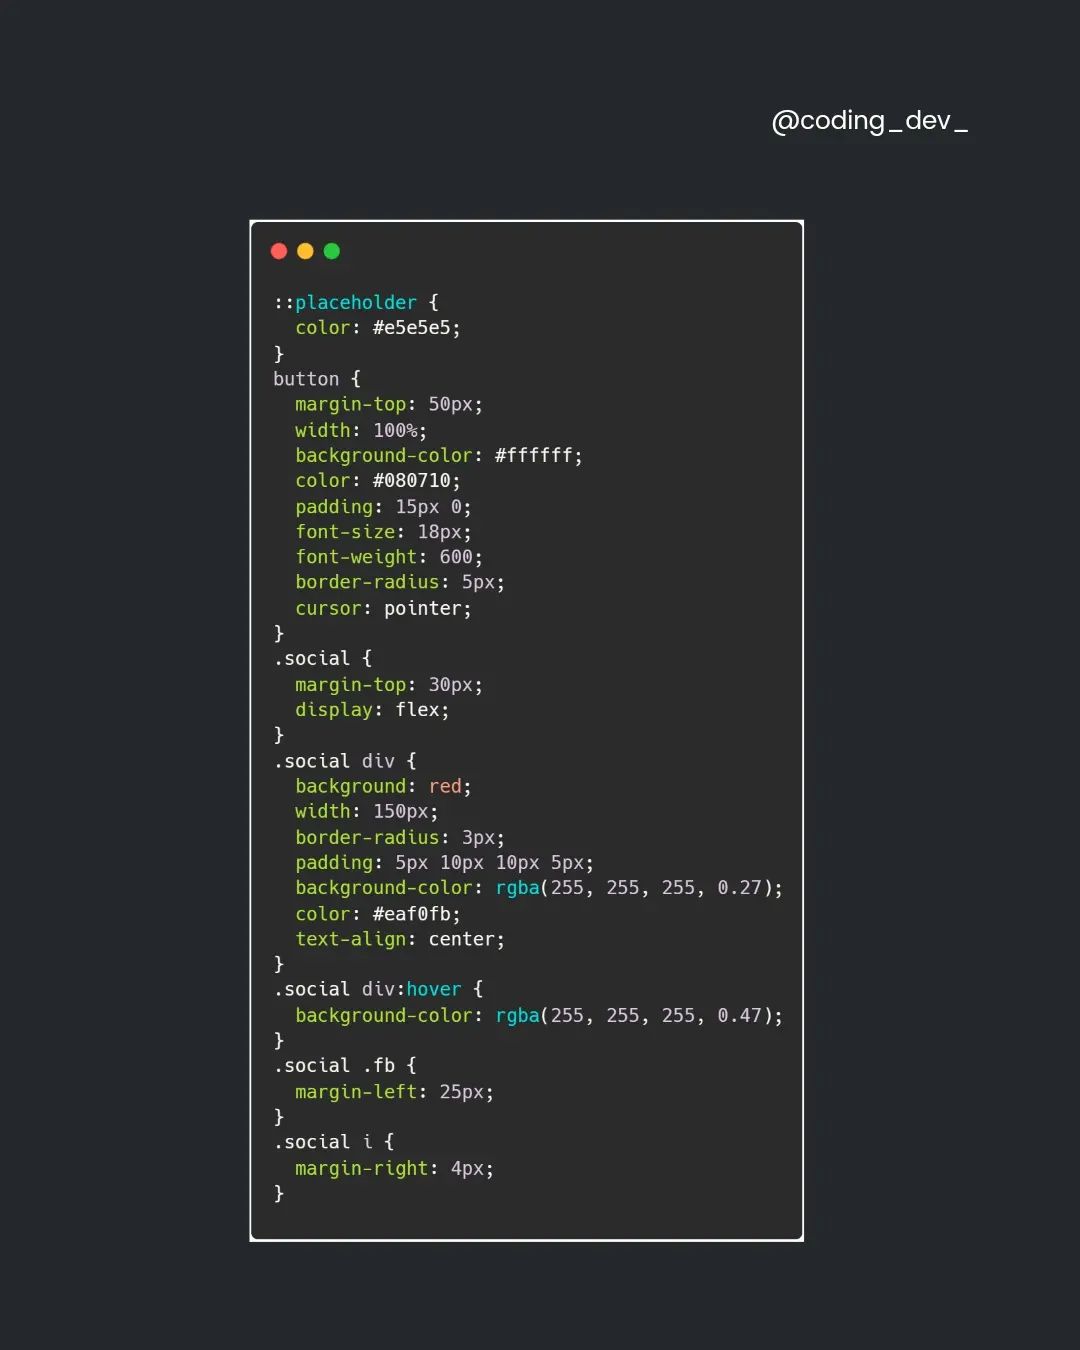 @coding_dev_
::placeholder {
  color: #e5e5e5;
}
button {
  margin-top: 50px;
  width: 100%;
  background-color: #ffffff;
  color: #080710;
  padding: 15px 0;
  font-size: 18px;
  font-weight: 600;
  border-radius: 5px;
  cursor: pointer;
}
.social {
  margin-top: 30px;
  display: flex;
}
.social div {
  background: red;
  width: 150px;
  border-radius: 3px;
  padding: 5px 10px 10px 5px;
  background-color: rgba(255, 255, 255, 0.27);
  color: #eaf0fb;
  text-align: center;
}
.social div:hover {
  background-color: rgba(255, 255, 255, 0.47);
}
.social .fb {
  margin-left: 25px;
}
.social i {
  margin-right: 4px;
}